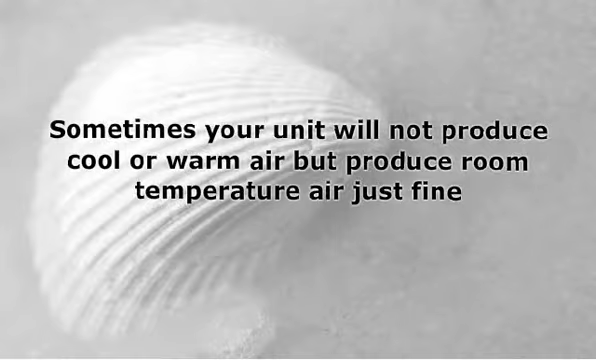 Sometimes your unit will not produce
cool or warm air but produce room
temperature air just fine